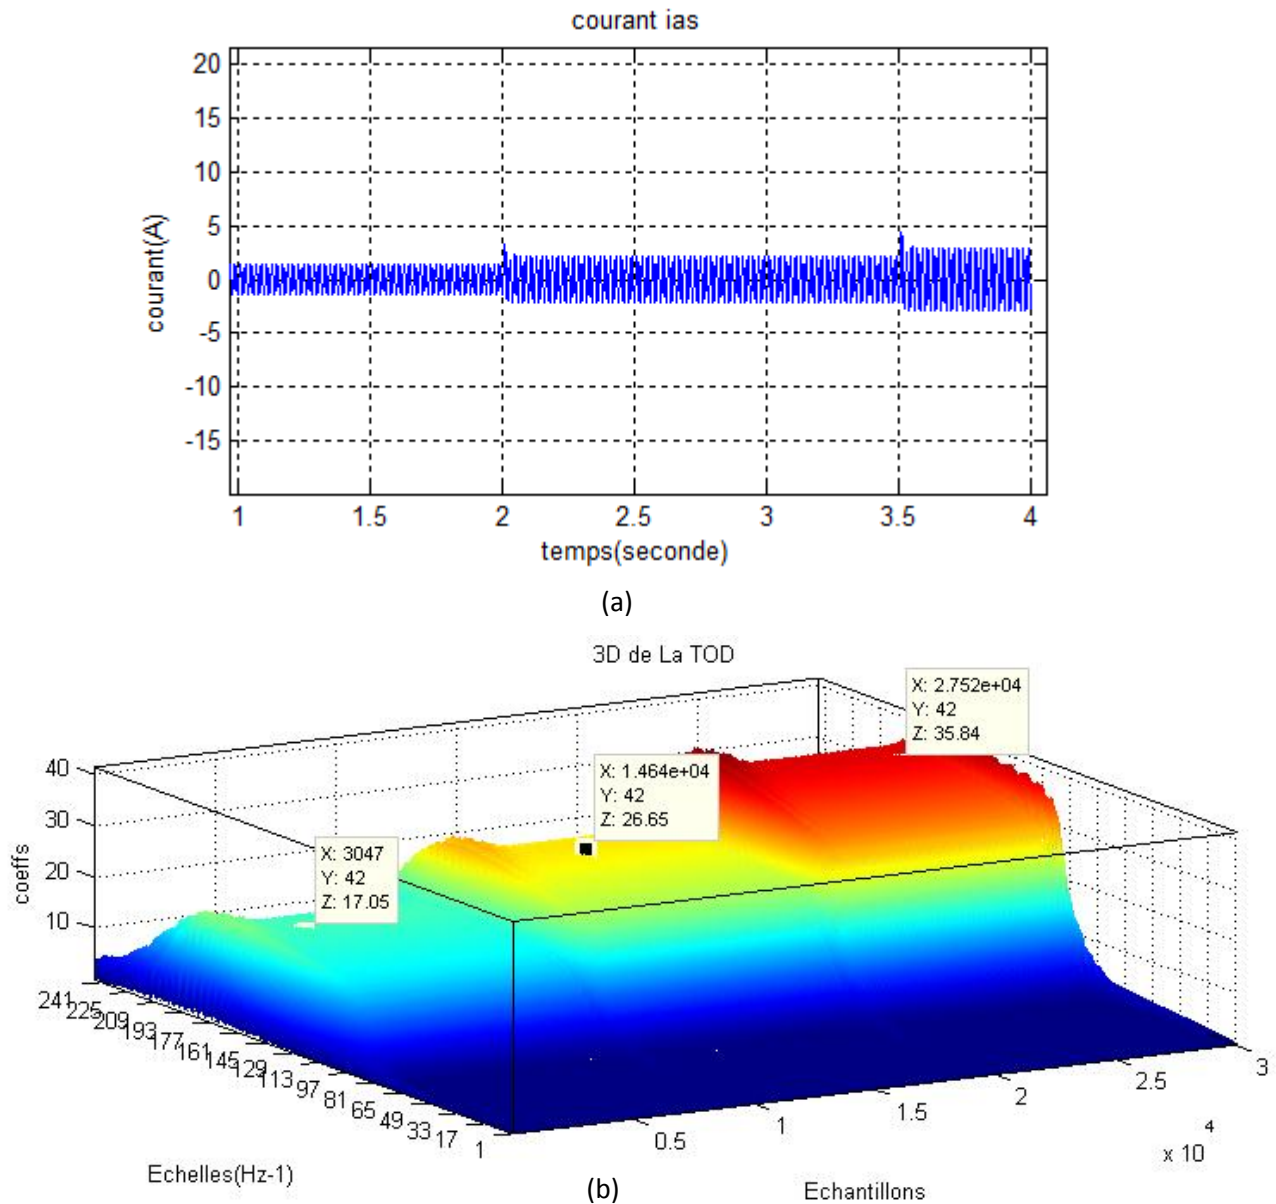 courant ias
20
15
10
5
0
-5
-10
-15
courant(A)
1 1.5 2 2.5 3 3.5 4
temps(seconde)
(a)
3D de La TOD
X: 2.752e+04
Y: 42
Z: 35.84
X: 1.464e+04
Y: 42
Z: 26.65
X: 3047
Y: 42
Z: 17.05
40
30
20
10
coeffs
241 225 209 193 177 161 145 129 113 97 81 65 49 33 17 1
0.5 1 1.5 2 2.5 3
x 10 4
Echelles(Hz-1)
Echantillons
(b)